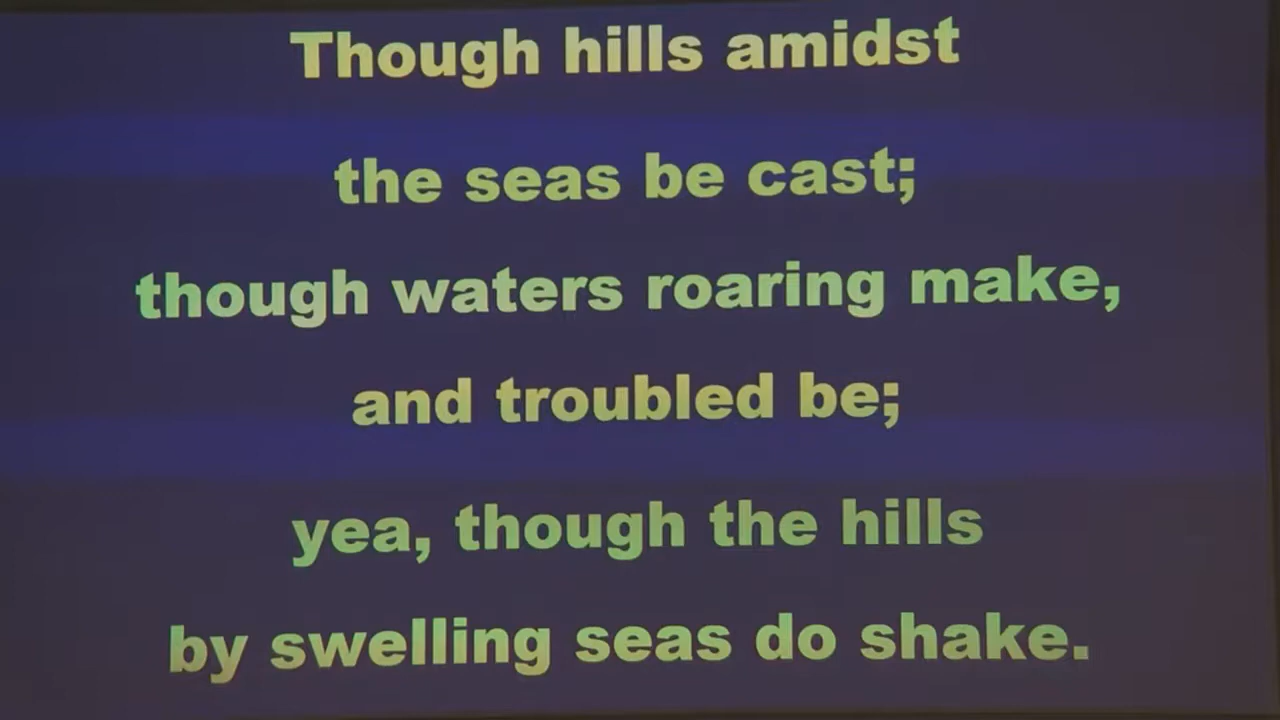 Though hills amidst
the seas be cast;
though waters roaring make,
and troubled be;
yea, though the hills
by swelling seas do shake.